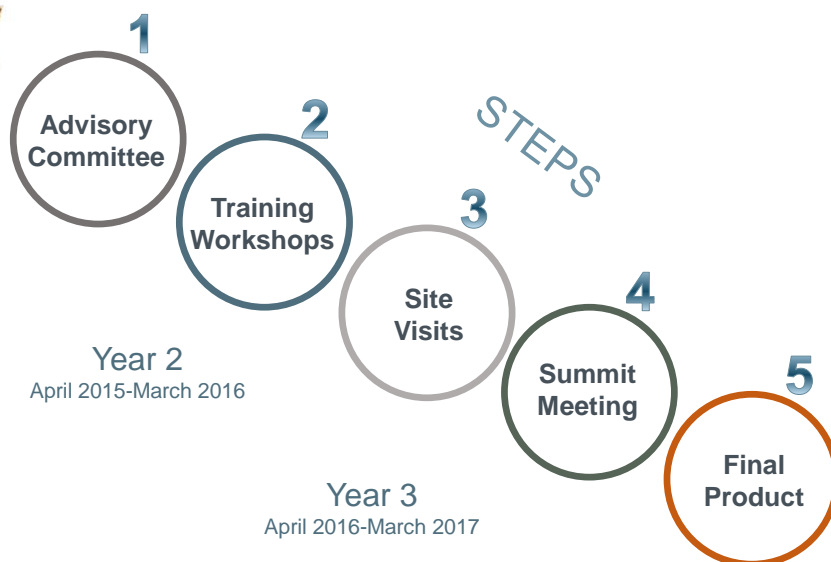 1
Advisory
Committee
2
Training
Workshops
STEPS
3
Site
Visits
4
Summit
Meeting
5
Final
Product
Year 2
April 2015-March 2016
Year 3
April 2016-March 2017